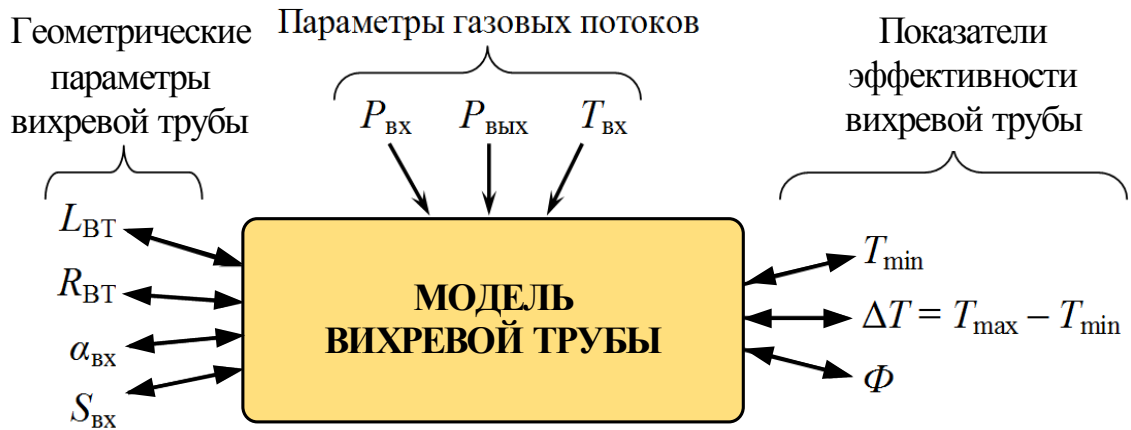 Геометрические
параметры
вихревой трубы
Параметры газовых потоков
Показатели
эффективности
вихревой трубы
Pвх Pвых Tвх
LВТ
RВТ
αвх
Sвх
МОДЕЛЬ
ВИХРЕВОЙ ТРУБЫ
Tmin
ΔT = Tmax – Tmin
Φ